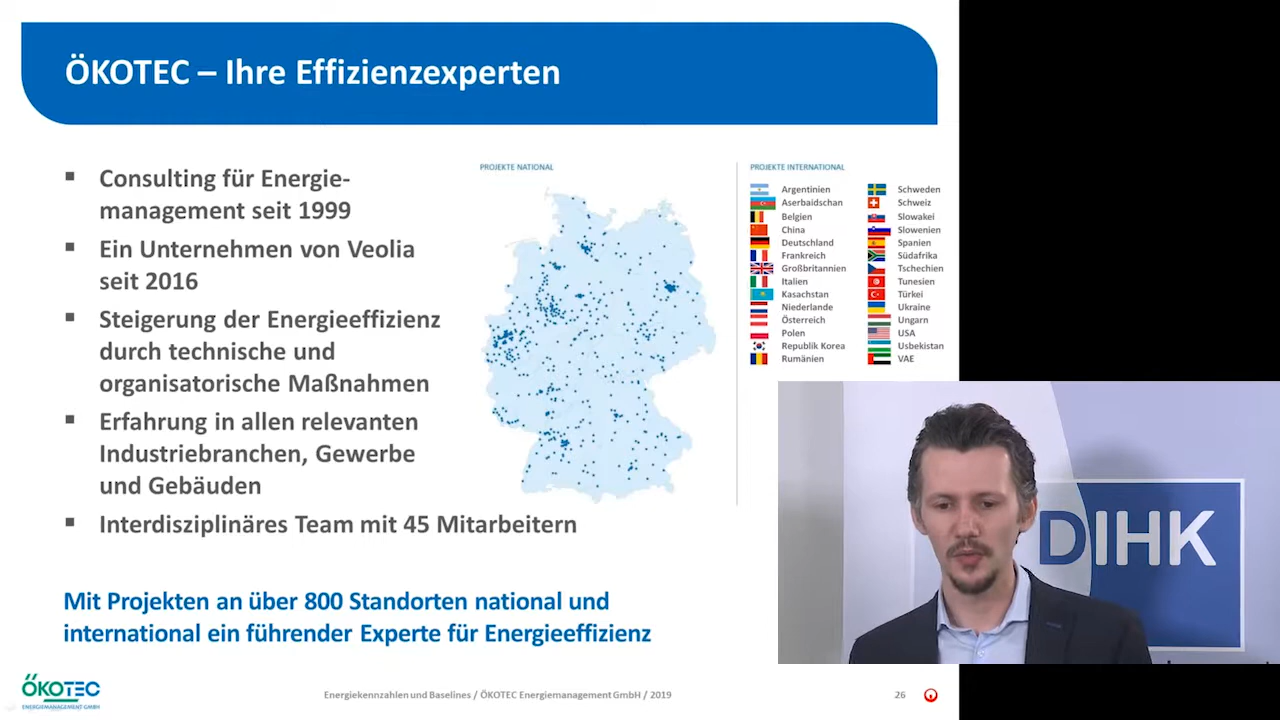 ÖKOTEC – Ihre Effizienzexperten
▪ Consulting für Energie-
management seit 1999
▪ Ein Unternehmen von Veolia
seit 2016
▪ Steigerung der Energieeffizienz
durch technische und
organisatorische Maßnahmen
▪ Erfahrung in allen relevanten
Industriebranchen, Gewerbe
und Gebäuden
▪ Interdisziplinäres Team mit 45 Mitarbeitern
Mit Projekten an über 800 Standorten national und
international ein führender Experte für Energieeffizienz
PROJEKTE NATIONAL
PROJEKTE INTERNATIONAL
Argentinien
Aserbaidschan
Belgien
China
Deutschland
Frankreich
Großbritannien
Italien
Kasachstan
Niederlande
Österreich
Polen
Republik Korea
Rumänien
Schweden
Schweiz
Slowakei
Slowenien
Spanien
Südafrika
Tschechien
Tunesien
Türkei
Ukraine
Ungarn
USA
Usbekistan
VAE
DIHK
ÖKOTEC
ENERGIEMANAGEMENT GMBH
Energiekennzahlen und Baselines / ÖKOTEC Energiemanagement GmbH / 2019
26